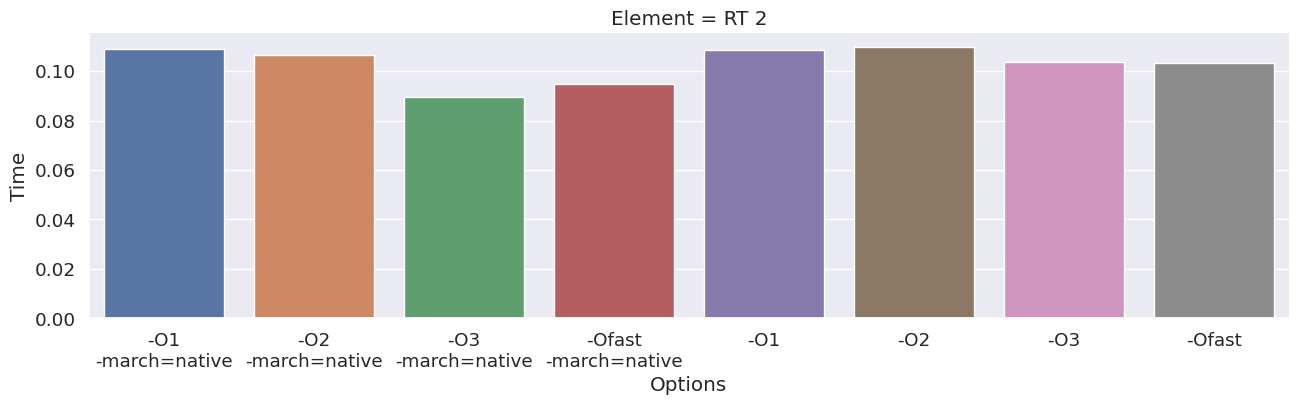 Element = RT 2
Time
0.10
0.08
0.06
0.04
0.02
0.00
-O1 -O2 -O3 -Ofast -O1 -O2 -O3 -Ofast
-march=native -march=native -march=native -march=native
Options